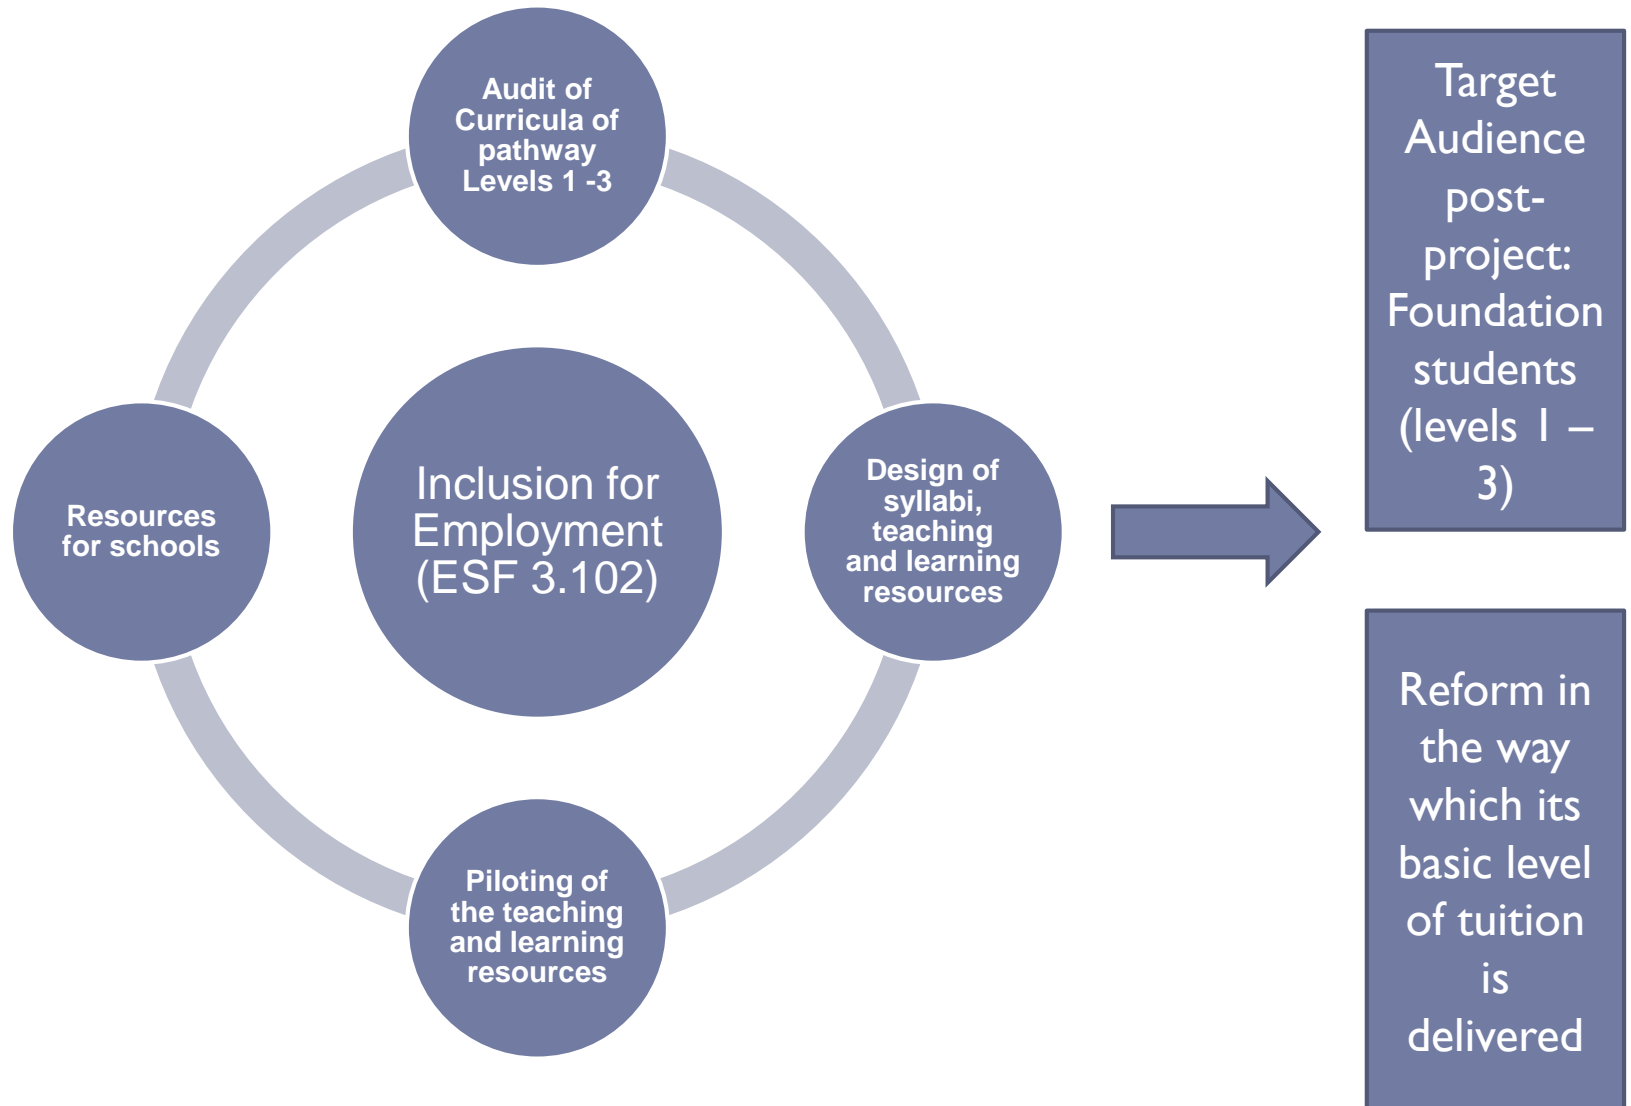 Audit of
Curricula of
pathway
Levels 1 -3
Inclusion for
Employment
(ESF 3.102)
Design of
syllabi,
teaching
and learning
resources
Piloting of
the teaching
and learning
resources
Resources
for schools
Target
Audience
post-
project:
Foundation
students
(levels 1 –
3)
Reform in
the way
which its
basic level
of tuition
is
delivered